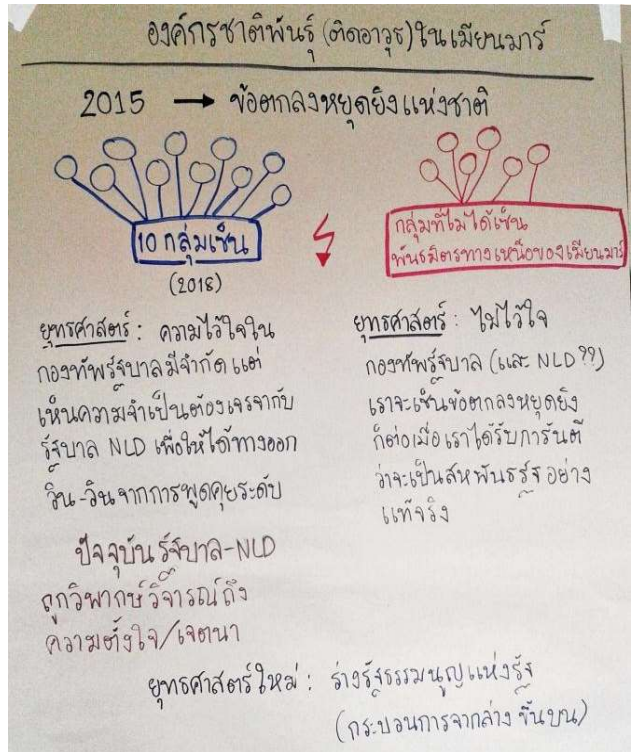 องค์กรชาติพันธุ์ (ติดอาวุธ) ในเมียนมาร์
2015 → ข้อตกลงหยุดยิงแห่งชาติ
10 กลุ่มเซ็น
(2018)
ยุทธศาสตร์ : ความไว้ใจใน
กองทัพรัฐบาลมีจำกัด แต่
เห็นความจำเป็นต้องเจรจากับ
รัฐบาล NLD เพื่อให้ได้ทางออก
วิน-วินจากการพูดคุยระดับ
ปัจจุบันรัฐบาล-NLD
ถูกวิพากษ์วิจารณ์ถึง
ความตั้งใจ/เจตนา
กลุ่มที่ไม่ได้เซ็น
พันธมิตรทางเหนือของเมียนมาร์
ยุทธศาสตร์ : ไม่ไว้ใจ
กองทัพรัฐบาล (และ NLD ??)
เราจะเซ็นข้อตกลงหยุดยิง
ก็ต่อเมื่อเราได้รับการันตี
ว่าจะเป็นสหพันธรัฐอย่าง
แท้จริง
ยุทธศาสตร์ใหม่ : ร่างรัฐธรรมนูญแห่งรัฐ
(กระบวนการจากล่างขึ้นบน)